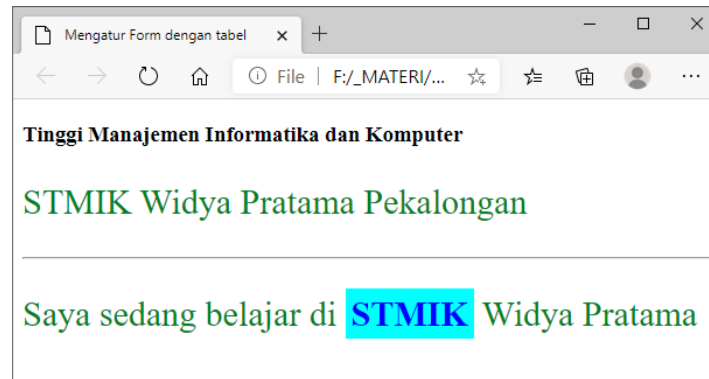 Mengatur Form dengan tabel
File F:/_MATERI/...
Tinggi Manajemen Informatika dan Komputer
STMIK Widya Pratama Pekalongan
Saya sedang belajar di STMIK Widya Pratama